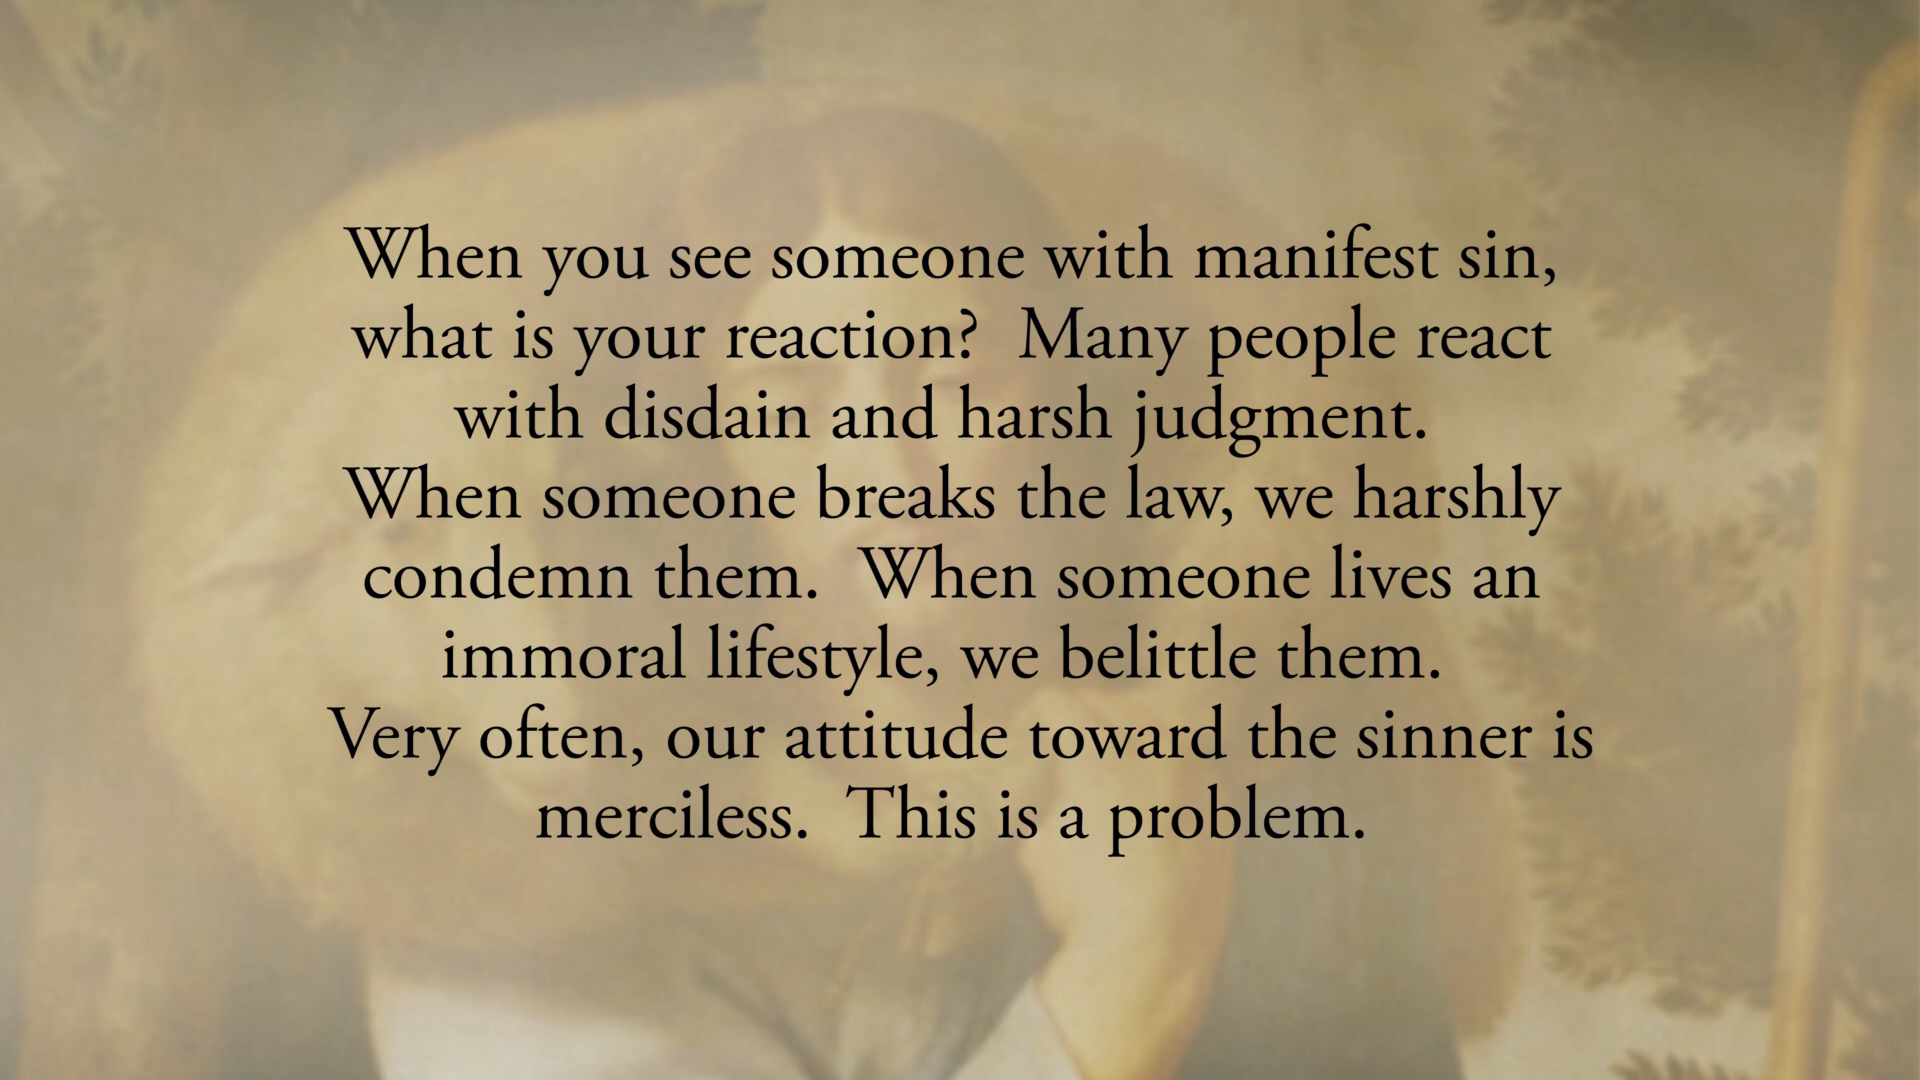 When you see someone with manifest sin,
what is your reaction?  Many people react
with disdain and harsh judgment.
When someone breaks the law, we harshly
condemn them.  When someone lives an
immoral lifestyle, we belittle them.
Very often, our attitude toward the sinner is
merciless.  This is a problem.